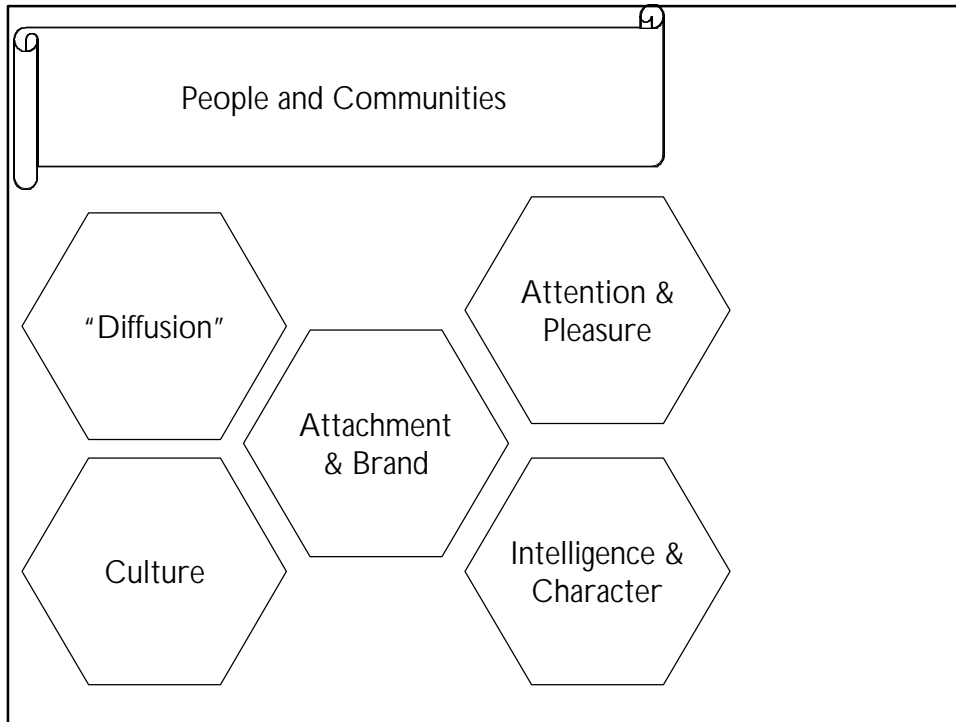 People and Communities
“Diffusion”
Attention &
Pleasure
Attachment
& Brand
Culture
Intelligence &
Character